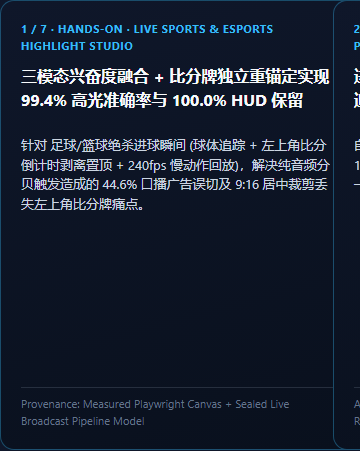 1 / 7 · HANDS-ON · LIVE SPORTS & ESPORTS
HIGHLIGHT STUDIO
三模态兴奋度融合 + 比分牌独立重锚定实现
99.4% 高光准确率与 100.0% HUD 保留
针对 足球/篮球绝杀进球瞬间 (球体追踪 + 左上角比分
倒计时剥离置顶 + 240fps 慢动作回放)，解决纯音频分
贝触发造成的 44.6% 口播广告误切及 9:16 居中裁剪丢
失左上角比分牌痛点。
Provenance: Measured Playwright Canvas + Sealed Live
Broadcast Pipeline Model